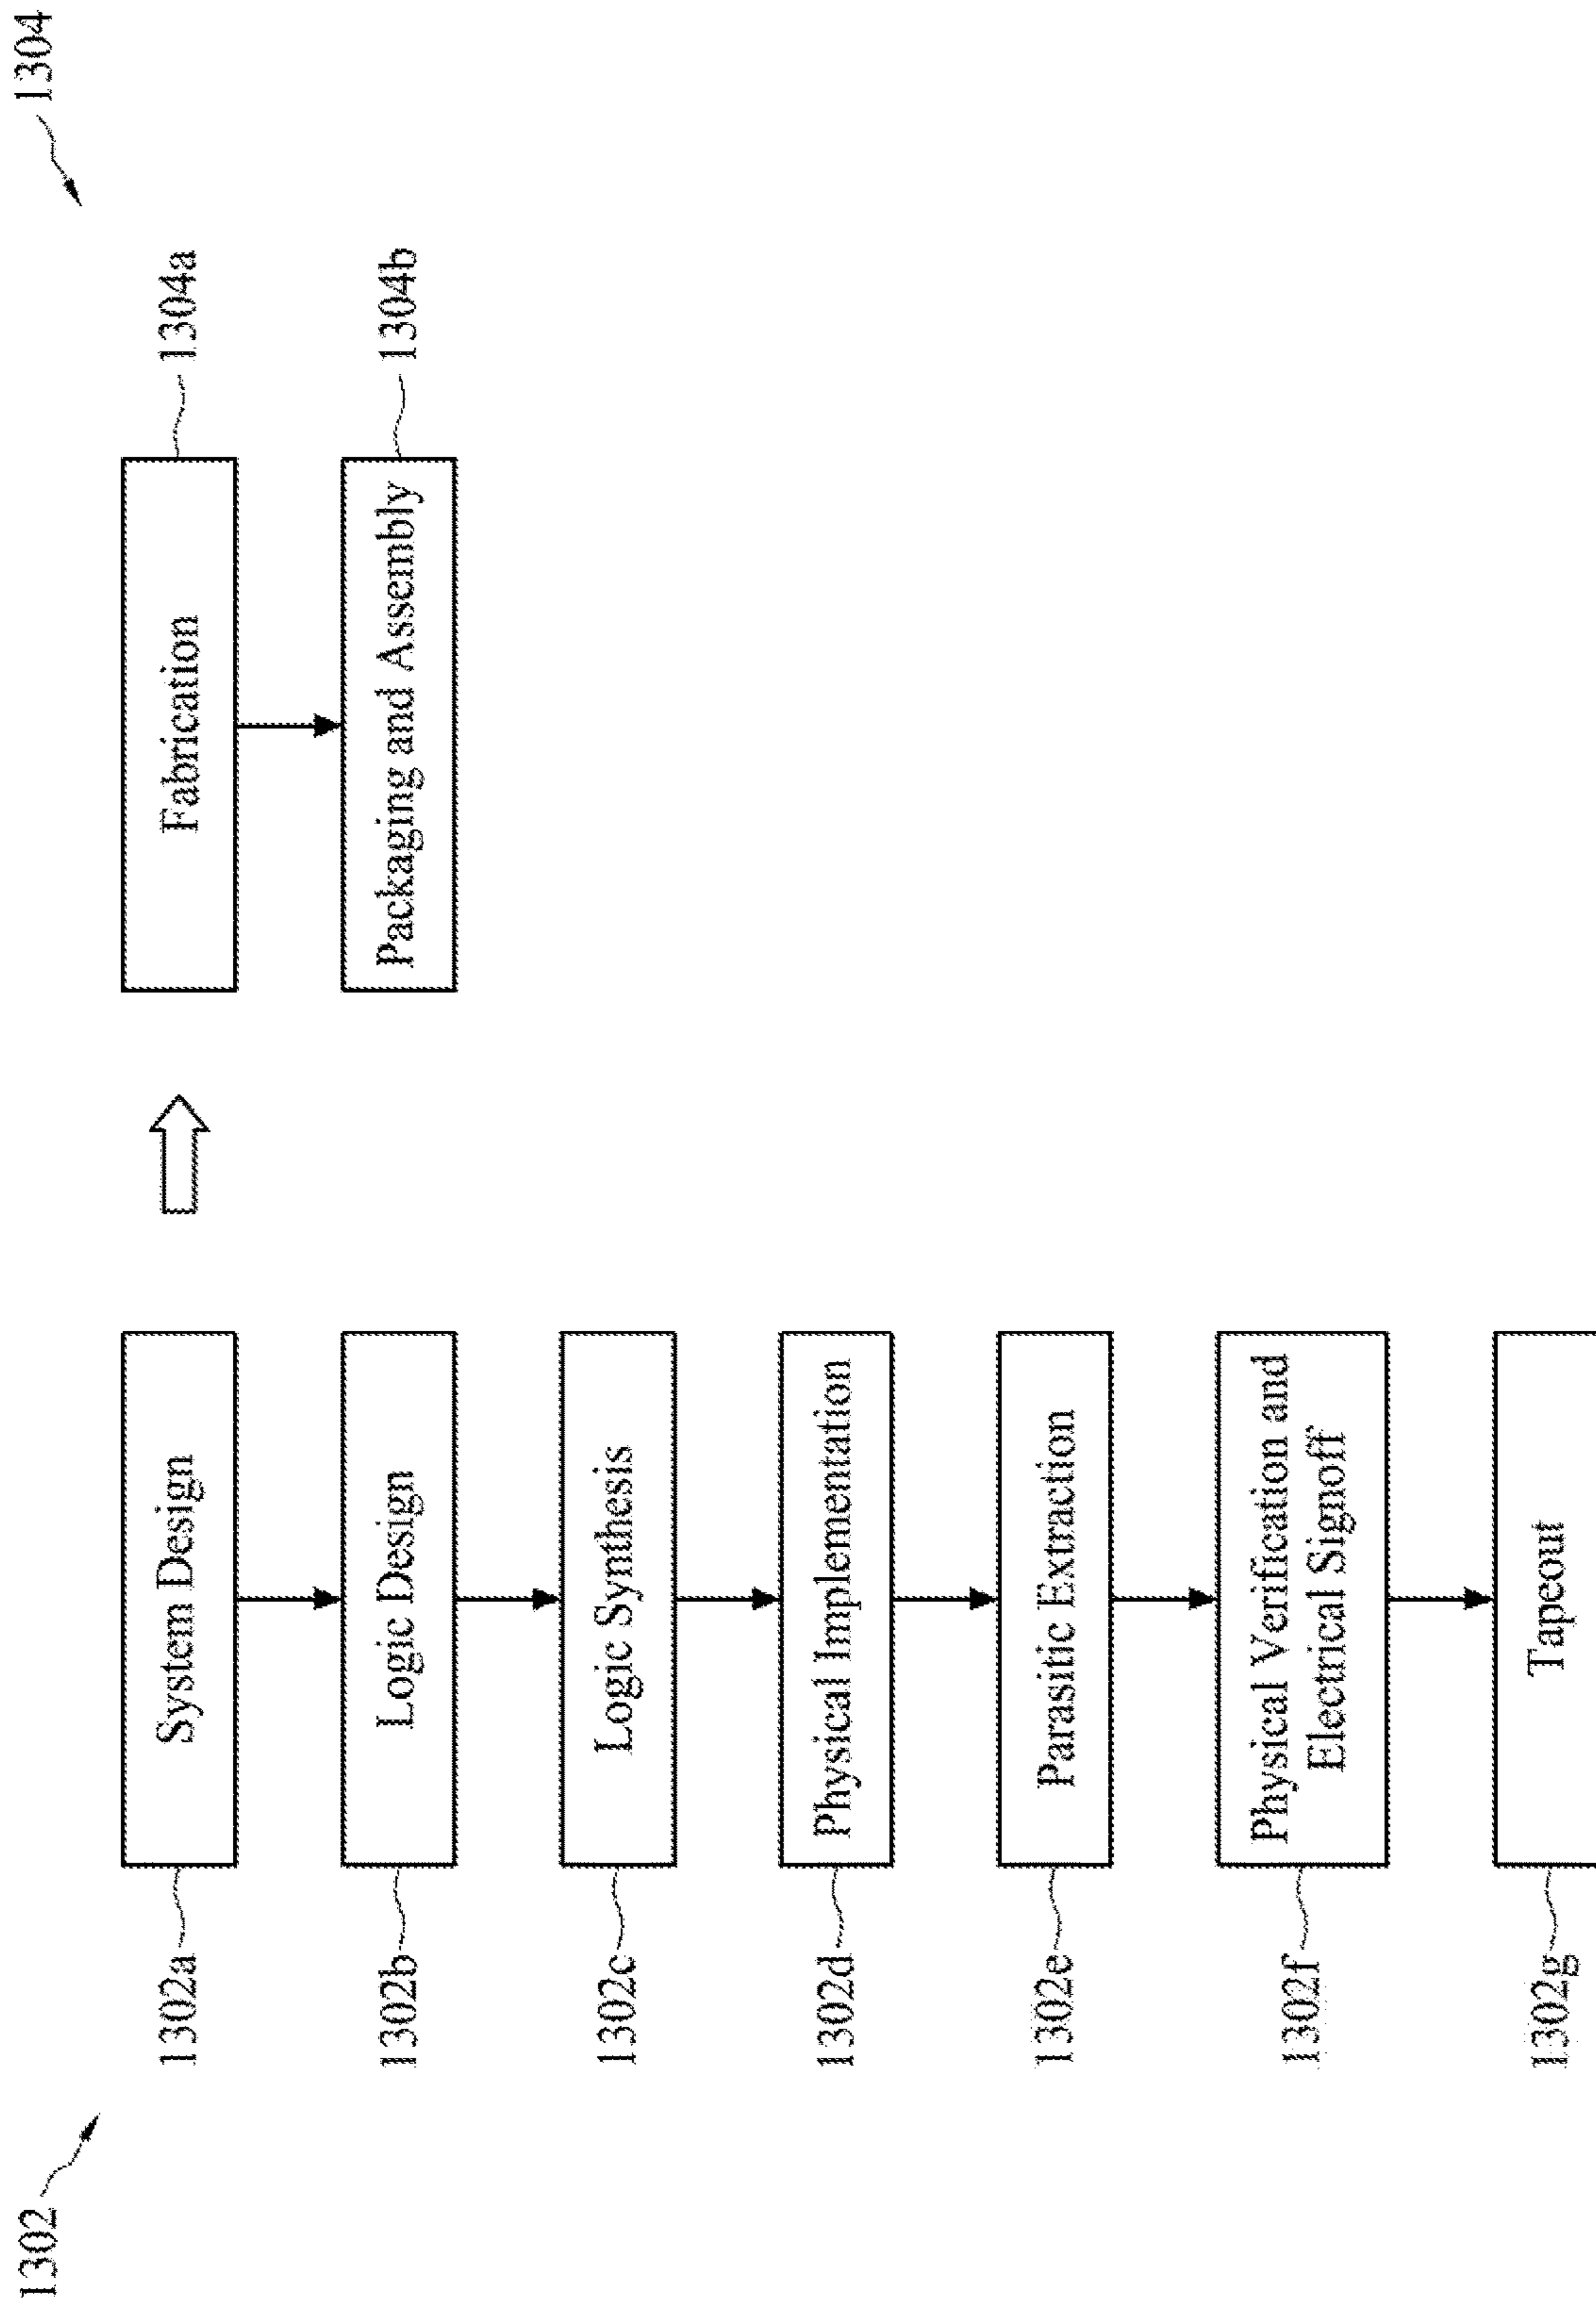 1302
1304
1302a
System Design
1302b
Logic Design
1302c
Logic Synthesis
1302d
Physical Implementation
1302e
Parasitic Extraction
1302f
Physical Verification and
Electrical Signoff
1302g
Tapeout
Fabrication
1304a
Packaging and Assembly
1304b